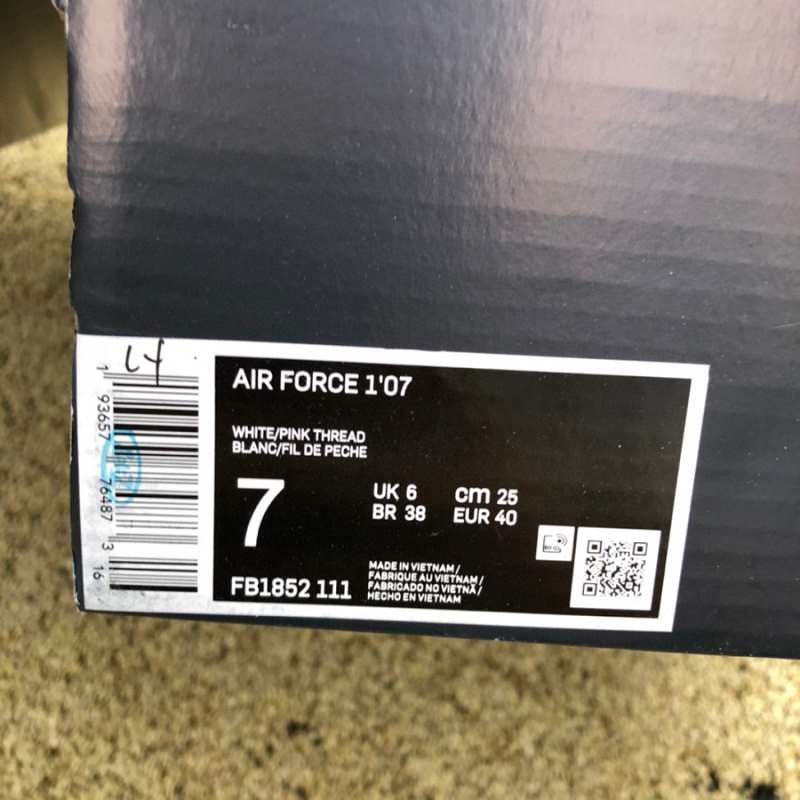 L4
1 93657 76487 3 16
AIR FORCE 1'07
WHITE/PINK THREAD
BLANC/FIL DE PECHE
7
UK 6 cm 25
BR 38 EUR 40
FB1852 111
MADE IN VIETNAM/
FABRIQUE AU VIETNAM/
FABRICADO NO VIETNÃ/
HECHO EN VIETNAM